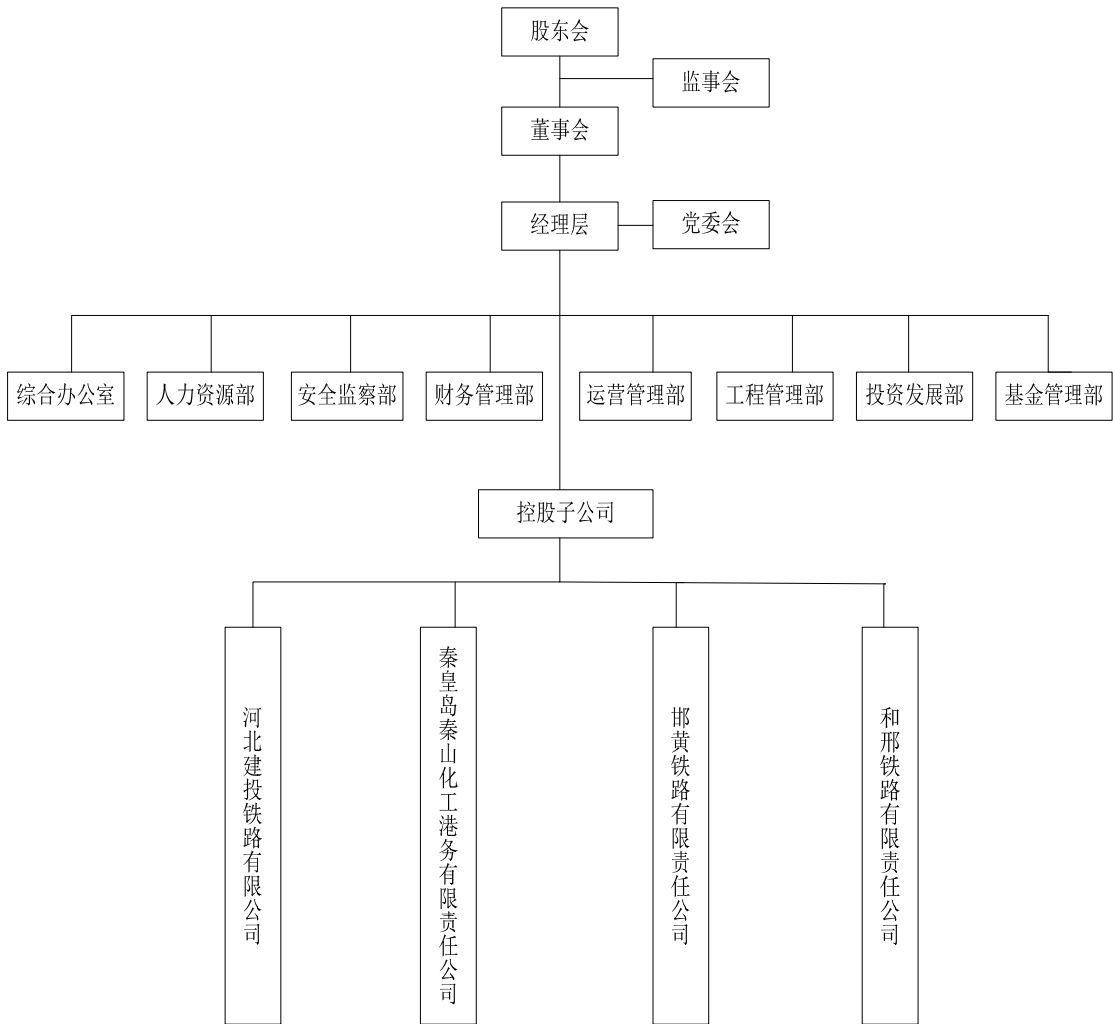 股东会
监事会
董事会
经理层
党委会
综合办公室
人力资源部
安全监察部
财务管理部
运营管理部
工程管理部
投资发展部
基金管理部
控股子公司
河北建投铁路有限公司
秦皇岛秦山化工港务有限责任公司
邯黄铁路有限责任公司
和邢铁路有限责任公司